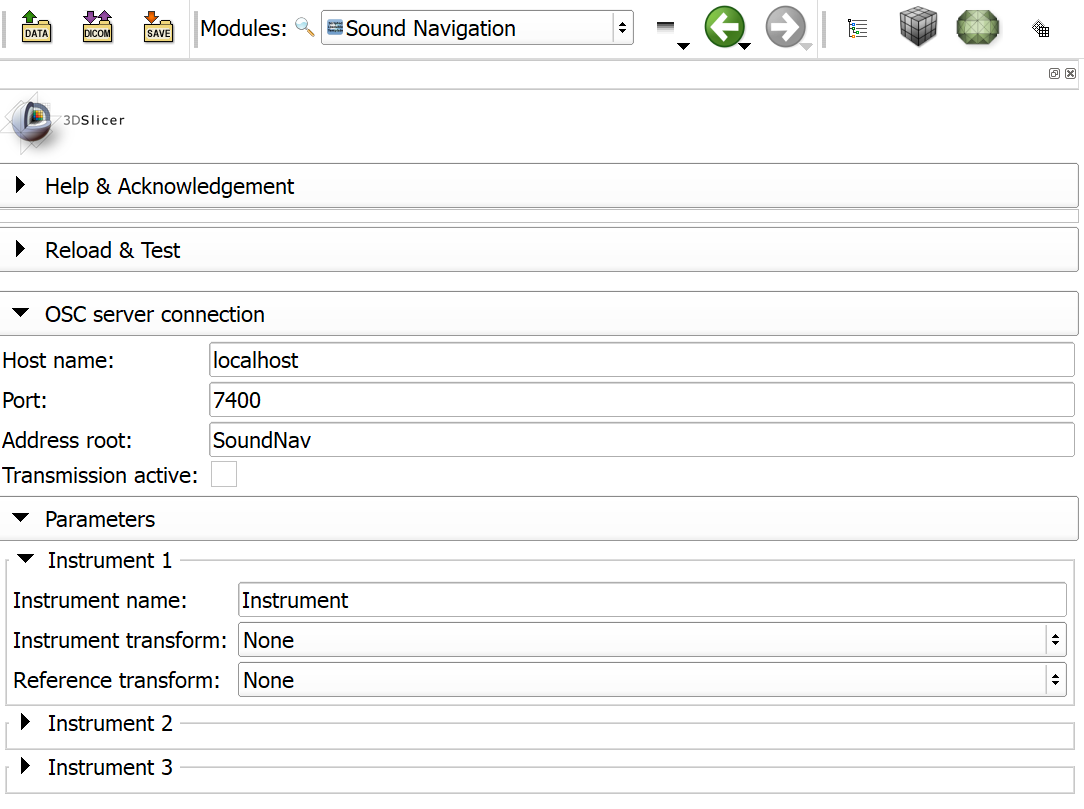 DATA DICOM SAVE Modules: Sound Navigation
3DSlicer
Help & Acknowledgement
Reload & Test
OSC server connection
Host name: localhost
Port: 7400
Address root: SoundNav
Transmission active:
Parameters
Instrument 1
Instrument name: Instrument
Instrument transform: None
Reference transform: None
Instrument 2
Instrument 3